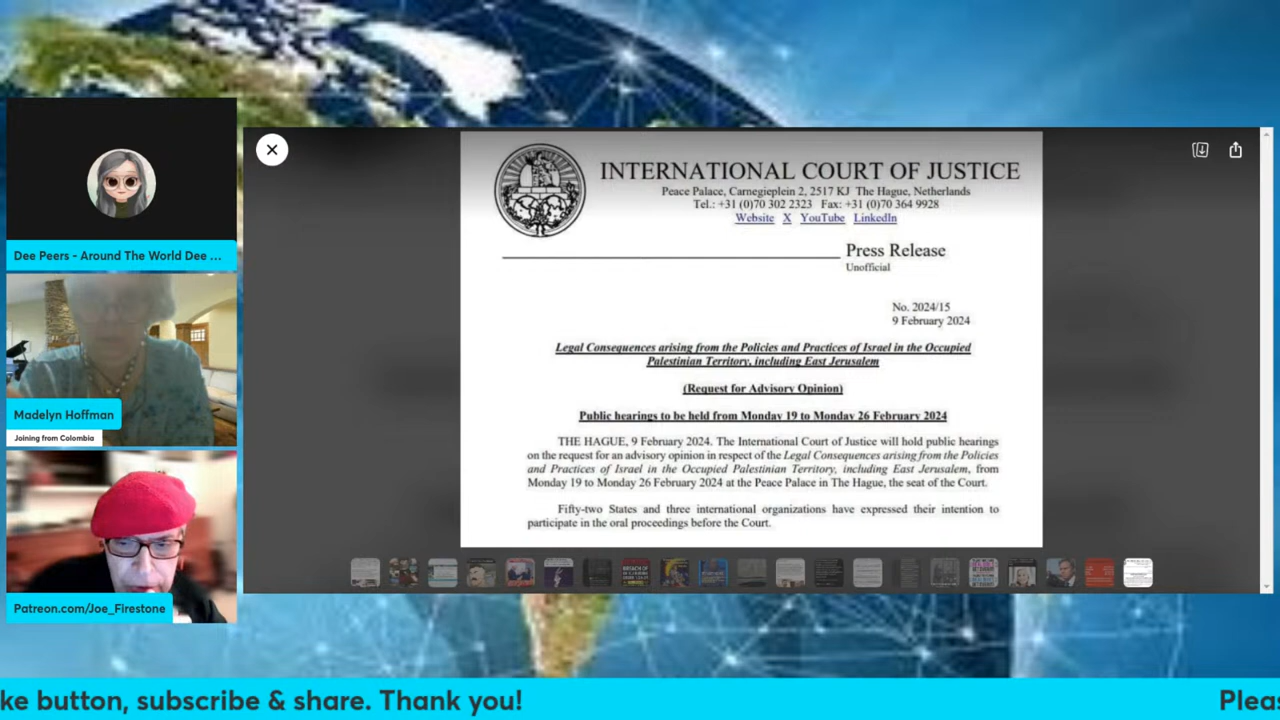 Dee Peers - Around The World Dee ...
Madelyn Hoffman
Joining from Colombia
Patreon.com/Joe_Firestone
INTERNATIONAL COURT OF JUSTICE
Peace Palace, Carnegieplein 2, 2517 KJ The Hague, Netherlands
Tel.: +31 (0)70 302 2323 Fax: +31 (0)70 364 9928
Website X YouTube LinkedIn
Press Release
Unofficial
No. 2024/15
9 February 2024
Legal Consequences arising from the Policies and Practices of Israel in the Occupied
Palestinian Territory, including East Jerusalem
(Request for Advisory Opinion)
Public hearings to be held from Monday 19 to Monday 26 February 2024
THE HAGUE, 9 February 2024. The International Court of Justice will hold public hearings
on the request for an advisory opinion in respect of the Legal Consequences arising from the Policies
and Practices of Israel in the Occupied Palestinian Territory, including East Jerusalem, from
Monday 19 to Monday 26 February 2024 at the Peace Palace in The Hague, the seat of the Court.
Fifty-two States and three international organizations have expressed their intention to
participate in the oral proceedings before the Court.
ke button, subscribe & share. Thank you!
Pleas